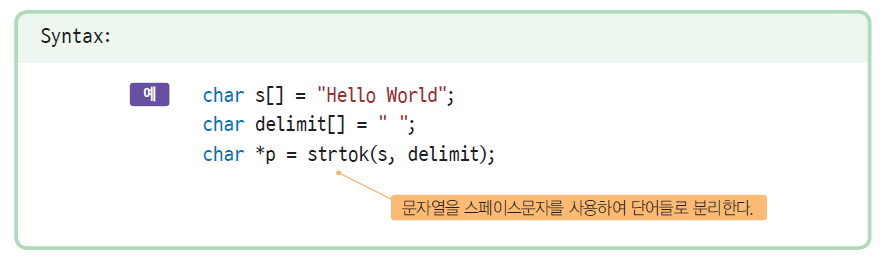 Syntax:
예
char s[] = "Hello World";
char delimit[] = " ";
char *p = strtok(s, delimit);
문자열을 스페이스문자를 사용하여 단어들로 분리한다.